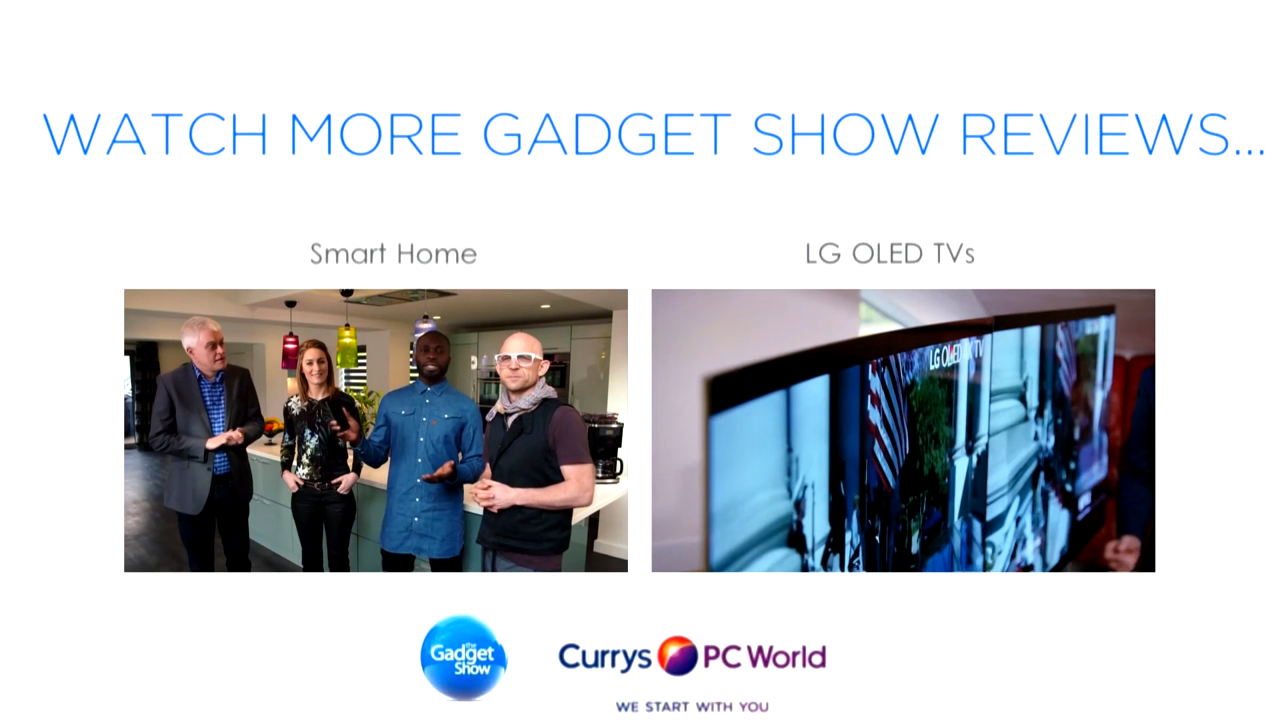 WATCH MORE GADGET SHOW REVIEWS...
Smart Home
LG OLED TVs
LG OLED TV
the
Gadget
Show
Currys PC World
WE START WITH YOU